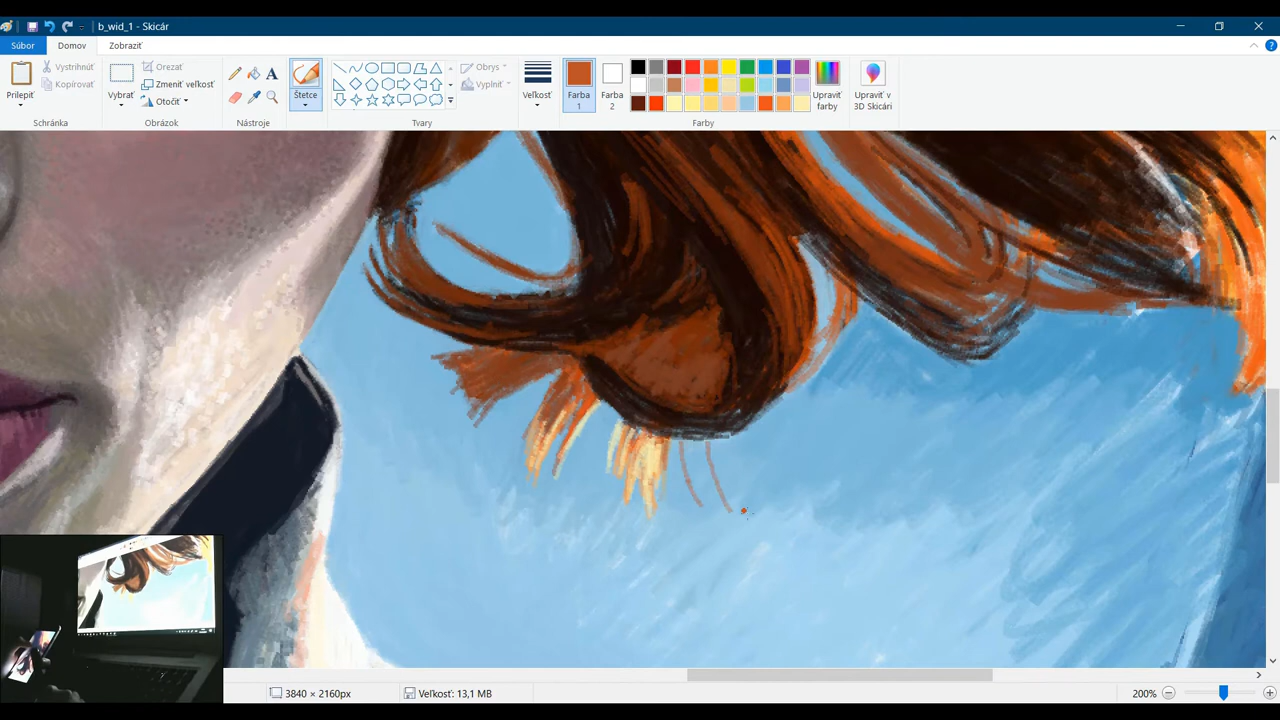 b_wid_1 - Skicár
Súbor Domov Zobraziť
Prilepiť
Vystrihnúť
Kopírovať
Schránka
Vybrať
Orezať
Zmeniť veľkosť
Otočiť
Obrázok
A
Nástroje
Štetce
Obrys
Vyplniť
Tvary
Veľkosť
Farba
1
Farba
2
Upraviť
farby
Farby
Upraviť v
3D Skicári
3840 × 2160px
Veľkosť: 13,1 MB
200%